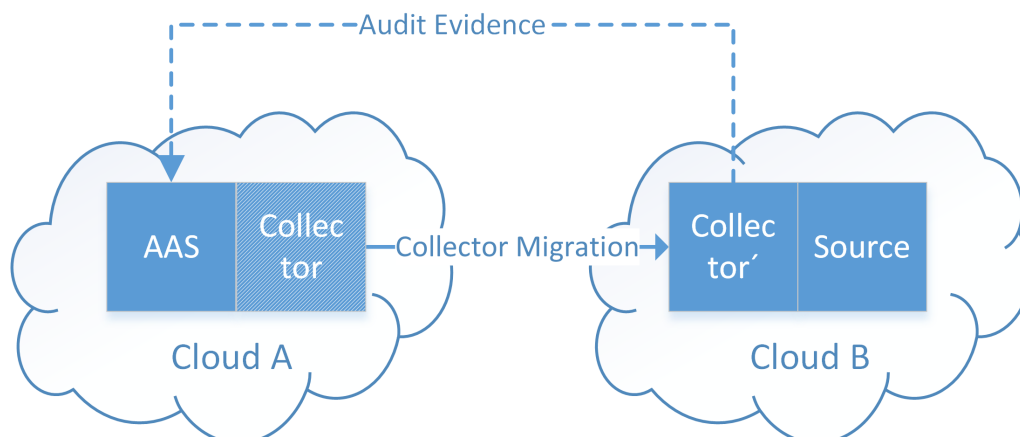 Audit Evidence
AAS
Collec
tor
Collector Migration
Collec
tor´
Source
Cloud A
Cloud B